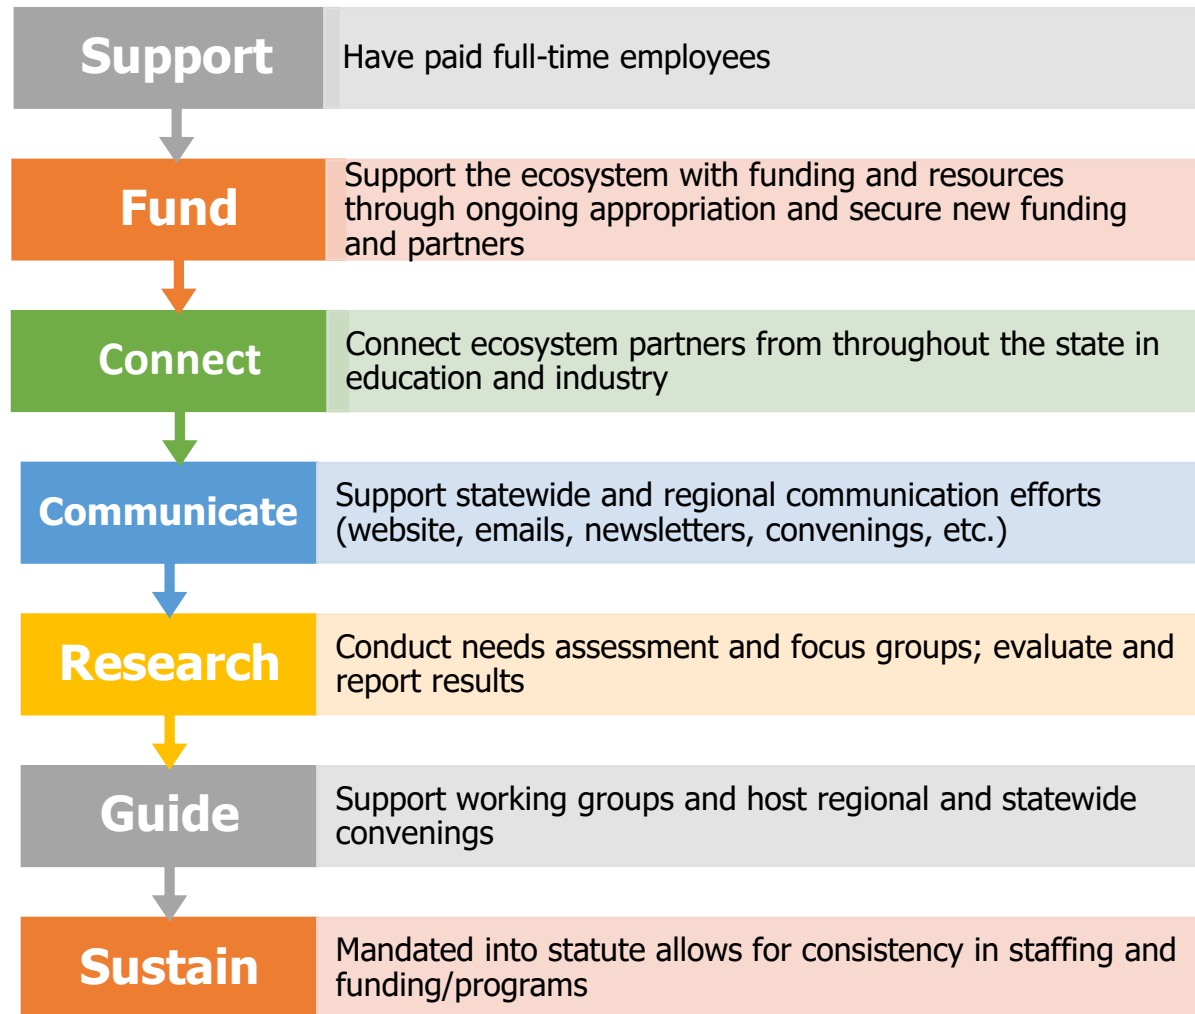 Support
Have paid full-time employees
Fund
Support the ecosystem with funding and resources
through ongoing appropriation and secure new funding
and partners
Connect
Connect ecosystem partners from throughout the state in
education and industry
Communicate
Support statewide and regional communication efforts
(website, emails, newsletters, convenings, etc.)
Research
Conduct needs assessment and focus groups; evaluate and
report results
Guide
Support working groups and host regional and statewide
convenings
Sustain
Mandated into statute allows for consistency in staffing and
funding/programs